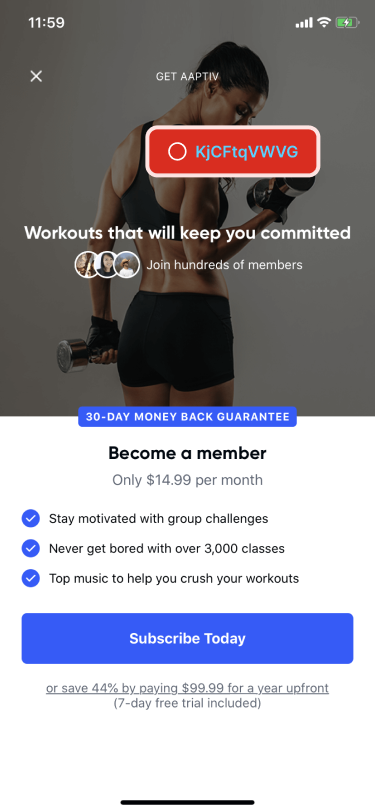 11:59
GET AAPTIV
KjCFtqVWVG
Workouts that will keep you committed
Join hundreds of members
30-DAY MONEY BACK GUARANTEE
Become a member
Only $14.99 per month
Stay motivated with group challenges
Never get bored with over 3,000 classes
Top music to help you crush your workouts
Subscribe Today
or save 44% by paying $99.99 for a year upfront
(7-day free trial included)